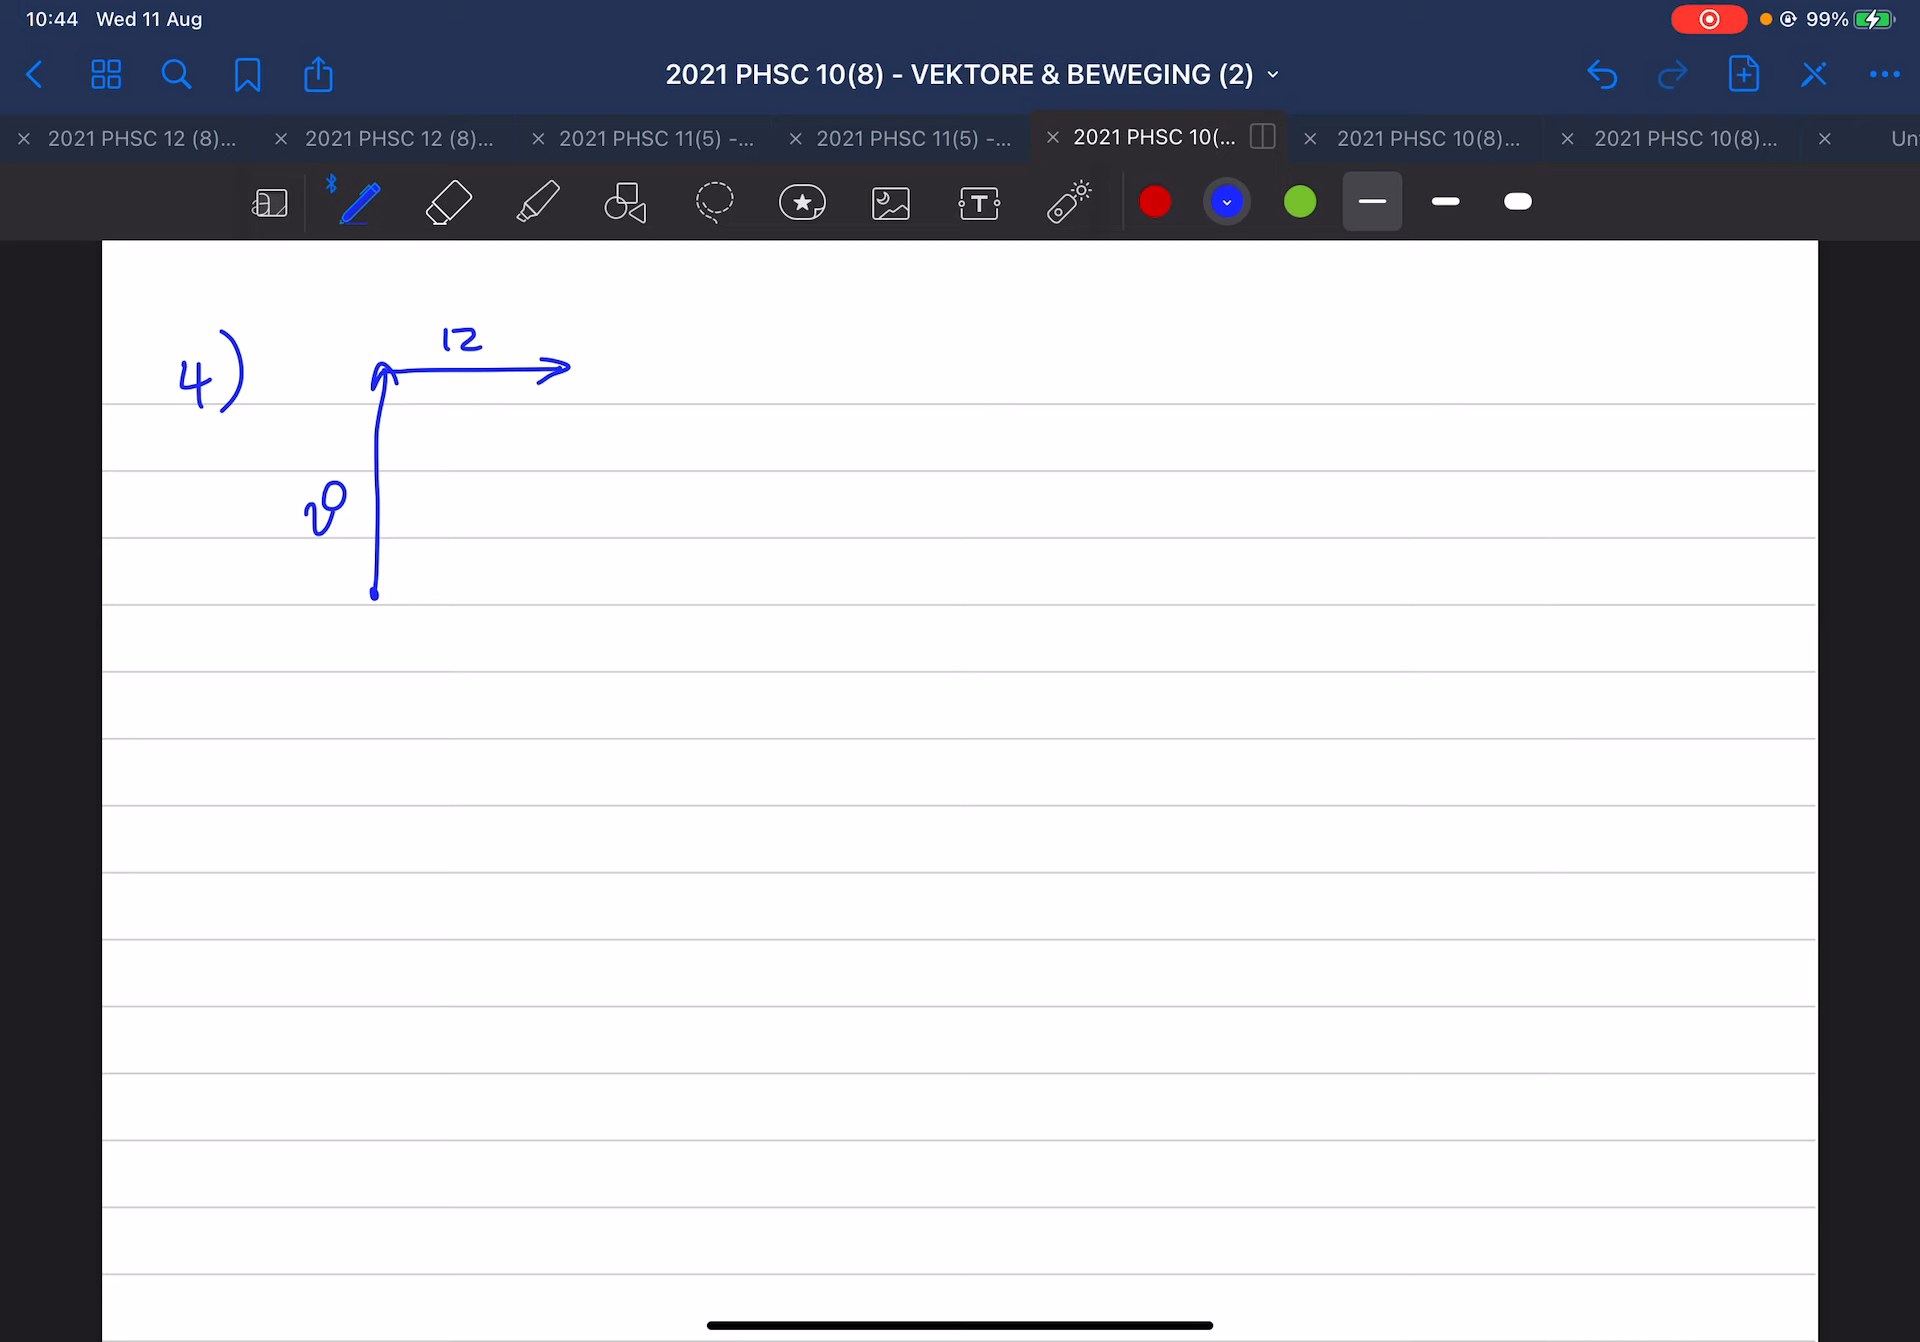 10:44 Wed 11 Aug 99%
2021 PHSC 10(8) - VEKTORE & BEWEGING (2)
2021 PHSC 12 (8)... 2021 PHSC 12 (8)... 2021 PHSC 11(5) -... 2021 PHSC 11(5) -... 2021 PHSC 10(... 2021 PHSC 10(8)... 2021 PHSC 10(8)... Un
T
12
4)